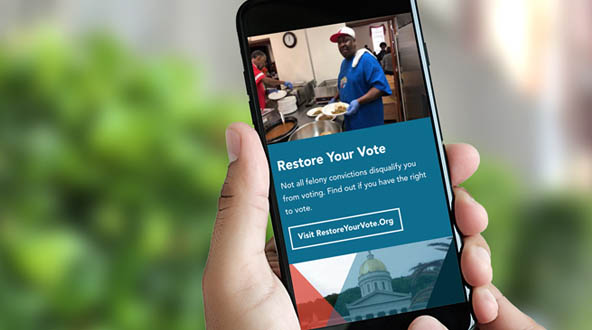 Restore Your Vote
Not all felony convictions disqualify you
from voting. Find out if you have the right
to vote.
Visit RestoreYourVote.Org